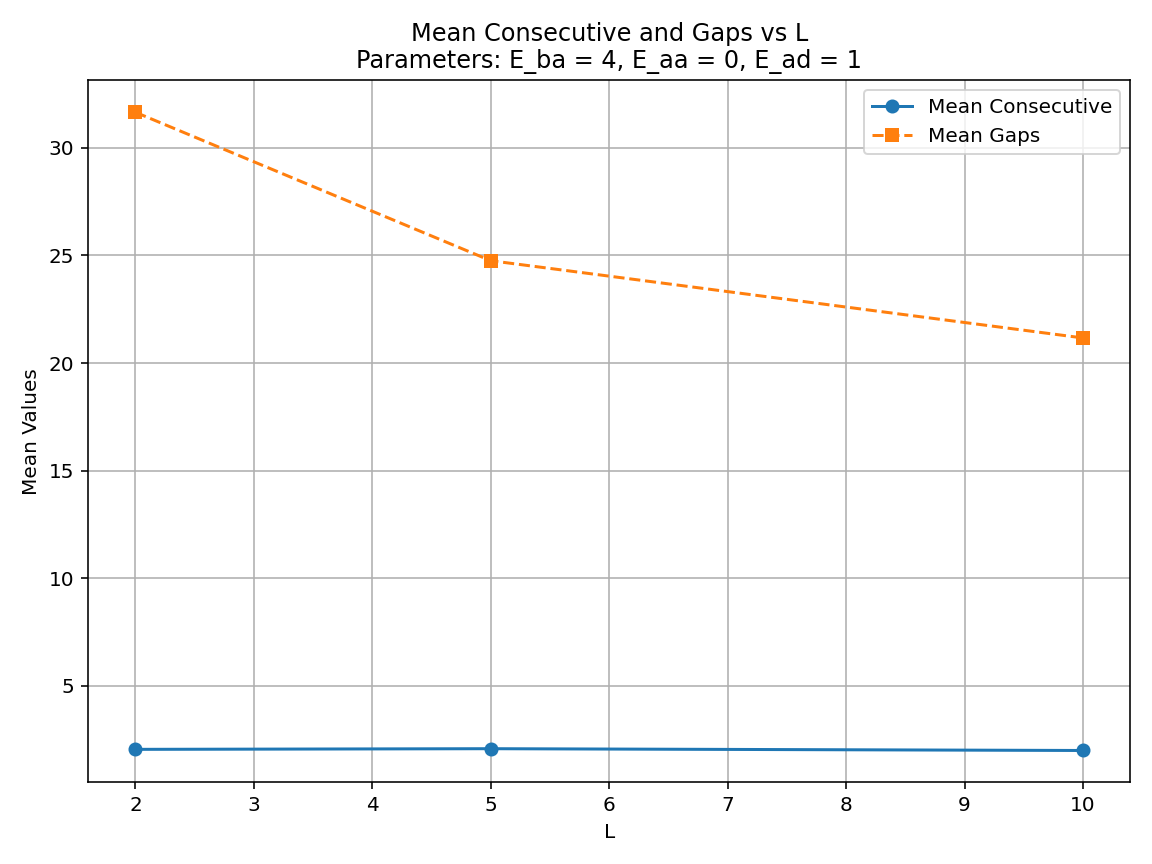 Mean Consecutive and Gaps vs L
Parameters: E_ba = 4, E_aa = 0, E_ad = 1
Mean Consecutive
Mean Gaps
Mean Values
30
25
20
15
10
5
2 3 4 5 6 7 8 9 10
L